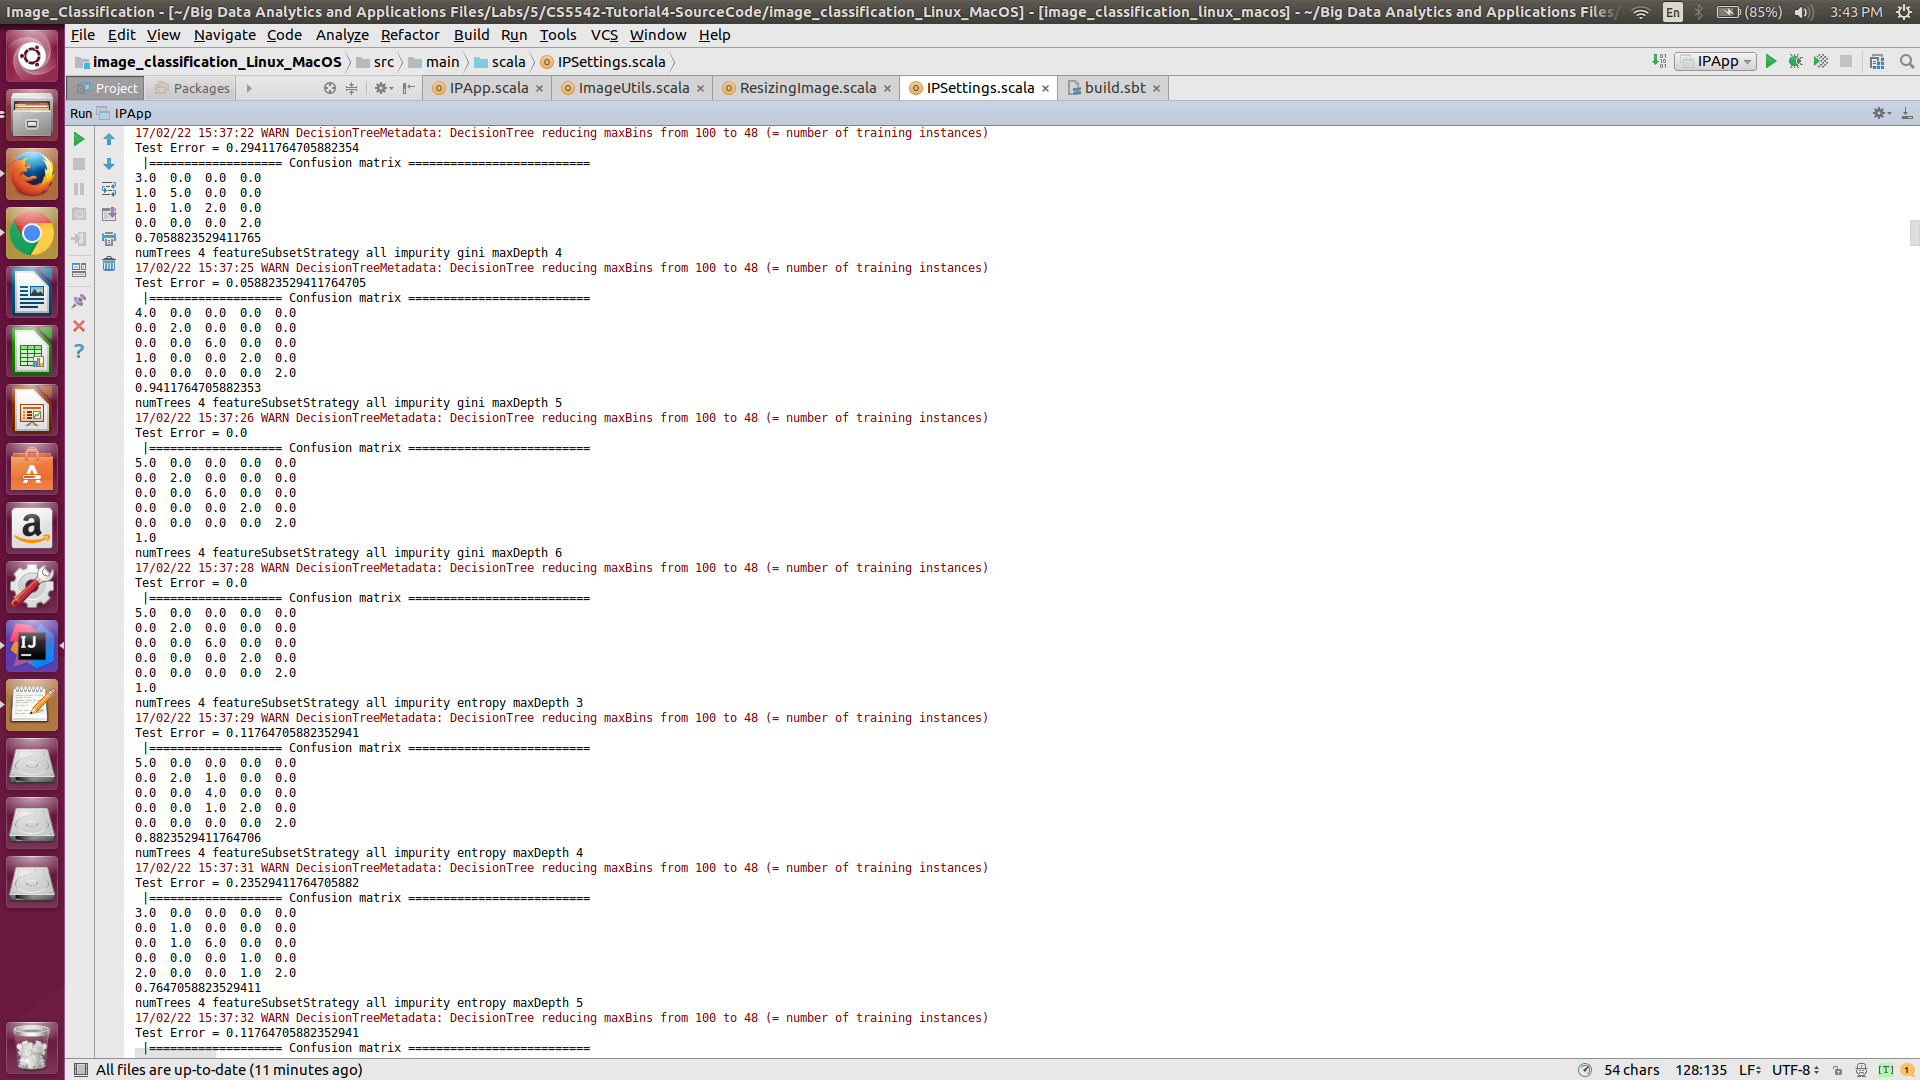 Image_Classification - [~/Big Data Analytics and Applications Files/Labs/5/CS5542-Tutorial4-SourceCode/image_classification_Linux_MacOS] - [image_classification_linux_macos] - ~/Big Data Analytics and Applications Files/
En (85%) 3:43 PM
File Edit View Navigate Code Analyze Refactor Build Run Tools VCS Window Help
image_classification_Linux_MacOS src main scala IPSettings.scala IPApp
Project Packages IPApp.scala ImageUtils.scala ResizingImage.scala IPSettings.scala build.sbt
Run IPApp
17/02/22 15:37:22 WARN DecisionTreeMetadata: DecisionTree reducing maxBins from 100 to 48 (= number of training instances)
Test Error = 0.29411764705882354
|=================== Confusion matrix ==========================
3.0 0.0 0.0 0.0
1.0 5.0 0.0 0.0
1.0 1.0 2.0 0.0
0.0 0.0 0.0 2.0
0.7058823529411765
numTrees 4 featureSubsetStrategy all impurity gini maxDepth 4
17/02/22 15:37:25 WARN DecisionTreeMetadata: DecisionTree reducing maxBins from 100 to 48 (= number of training instances)
Test Error = 0.058823529411764705
|=================== Confusion matrix ==========================
4.0 0.0 0.0 0.0 0.0
0.0 2.0 0.0 0.0 0.0
0.0 0.0 6.0 0.0 0.0
1.0 0.0 0.0 2.0 0.0
0.0 0.0 0.0 0.0 2.0
0.9411764705882353
numTrees 4 featureSubsetStrategy all impurity gini maxDepth 5
17/02/22 15:37:26 WARN DecisionTreeMetadata: DecisionTree reducing maxBins from 100 to 48 (= number of training instances)
Test Error = 0.0
|=================== Confusion matrix ==========================
5.0 0.0 0.0 0.0 0.0
0.0 2.0 0.0 0.0 0.0
0.0 0.0 6.0 0.0 0.0
0.0 0.0 0.0 2.0 0.0
0.0 0.0 0.0 0.0 2.0
1.0
numTrees 4 featureSubsetStrategy all impurity gini maxDepth 6
17/02/22 15:37:28 WARN DecisionTreeMetadata: DecisionTree reducing maxBins from 100 to 48 (= number of training instances)
Test Error = 0.0
|=================== Confusion matrix ==========================
5.0 0.0 0.0 0.0 0.0
0.0 2.0 0.0 0.0 0.0
0.0 0.0 6.0 0.0 0.0
0.0 0.0 0.0 2.0 0.0
0.0 0.0 0.0 0.0 2.0
1.0
numTrees 4 featureSubsetStrategy all impurity entropy maxDepth 3
17/02/22 15:37:29 WARN DecisionTreeMetadata: DecisionTree reducing maxBins from 100 to 48 (= number of training instances)
Test Error = 0.11764705882352941
|=================== Confusion matrix ==========================
5.0 0.0 0.0 0.0 0.0
0.0 2.0 1.0 0.0 0.0
0.0 0.0 4.0 0.0 0.0
0.0 0.0 1.0 2.0 0.0
0.0 0.0 0.0 0.0 2.0
0.8823529411764706
numTrees 4 featureSubsetStrategy all impurity entropy maxDepth 4
17/02/22 15:37:31 WARN DecisionTreeMetadata: DecisionTree reducing maxBins from 100 to 48 (= number of training instances)
Test Error = 0.23529411764705882
|=================== Confusion matrix ==========================
3.0 0.0 0.0 0.0 0.0
0.0 1.0 0.0 0.0 0.0
0.0 1.0 6.0 0.0 0.0
0.0 0.0 0.0 1.0 0.0
2.0 0.0 0.0 1.0 2.0
0.7647058823529411
numTrees 4 featureSubsetStrategy all impurity entropy maxDepth 5
17/02/22 15:37:32 WARN DecisionTreeMetadata: DecisionTree reducing maxBins from 100 to 48 (= number of training instances)
Test Error = 0.11764705882352941
|=================== Confusion matrix ==========================
All files are up-to-date (11 minutes ago) 54 chars 128:135 LF UTF-8 [T] 1